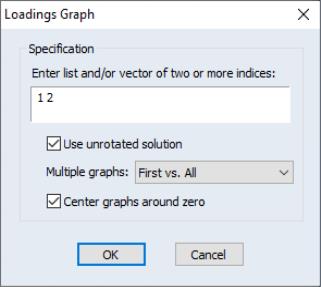 Loadings Graph
Specification
Enter list and/or vector of two or more indices:
1 2
Use unrotated solution
Multiple graphs: First vs. All
Center graphs around zero
OK Cancel